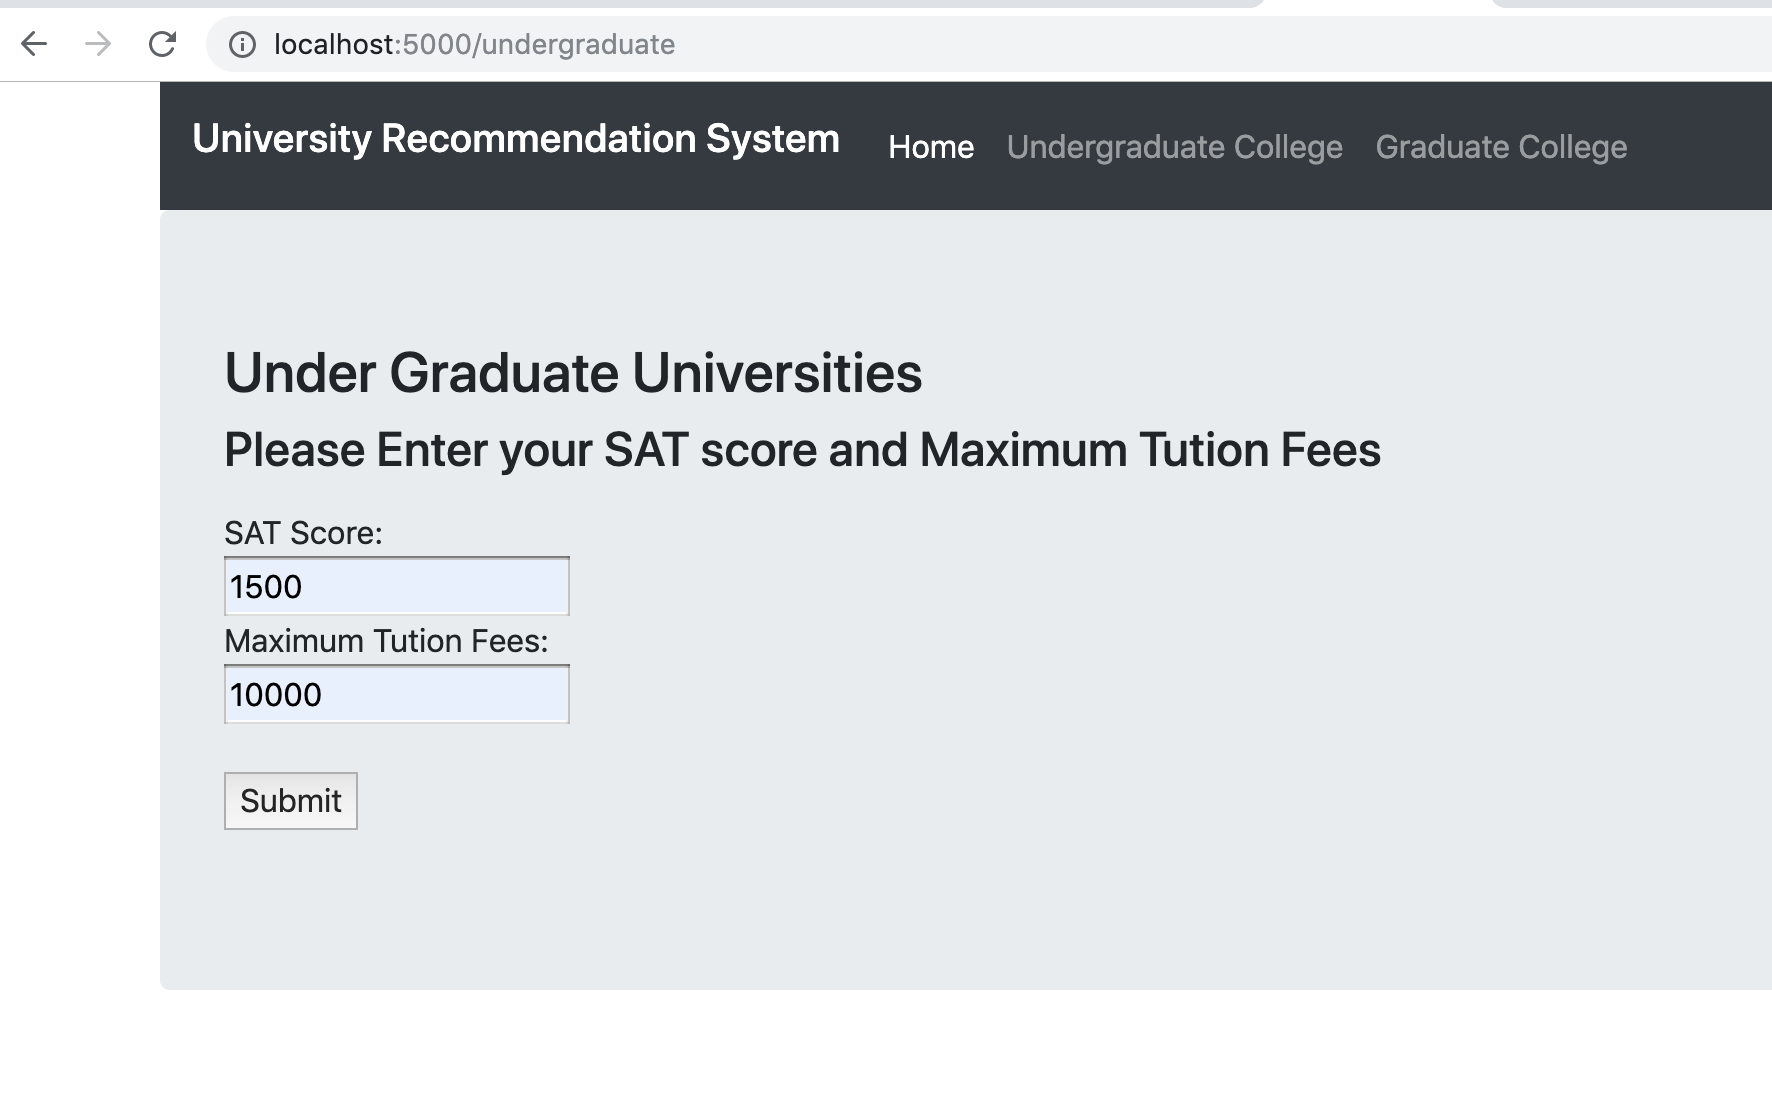 localhost:5000/undergraduate
University Recommendation System Home Undergraduate College Graduate College
Under Graduate Universities
Please Enter your SAT score and Maximum Tution Fees
SAT Score:
1500
Maximum Tution Fees:
10000
Submit